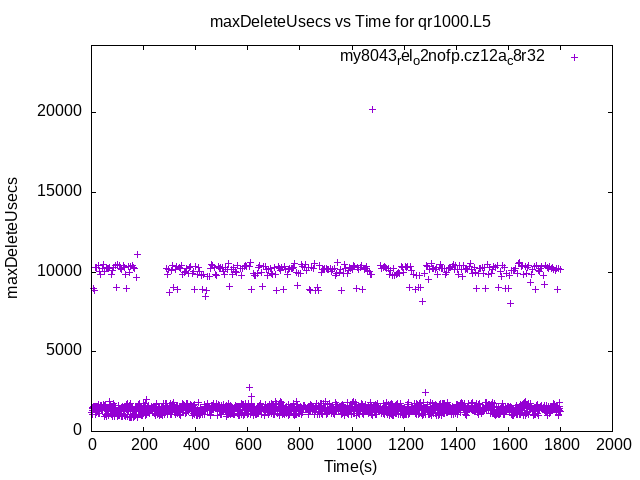 maxDeleteUsecs vs Time for qr1000.L5
my8043relo2nofp.cz12ac8r32
20000
15000
10000
5000
0
maxDeleteUsecs
0 200 400 600 800 1000 1200 1400 1600 1800 2000
Time(s)